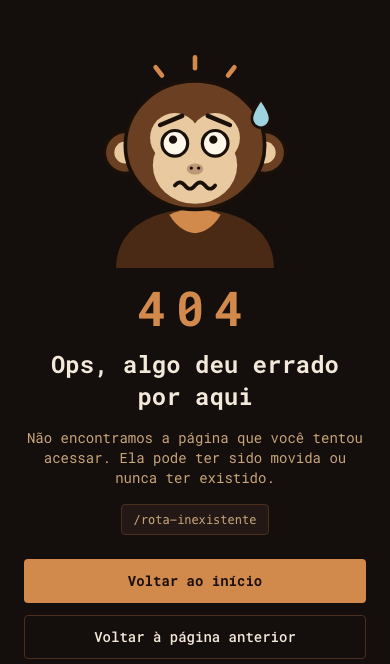 404
Ops, algo deu errado
por aqui
Não encontramos a página que você tentou
acessar. Ela pode ter sido movida ou
nunca ter existido.
/rota-inexistente
Voltar ao início
Voltar à página anterior